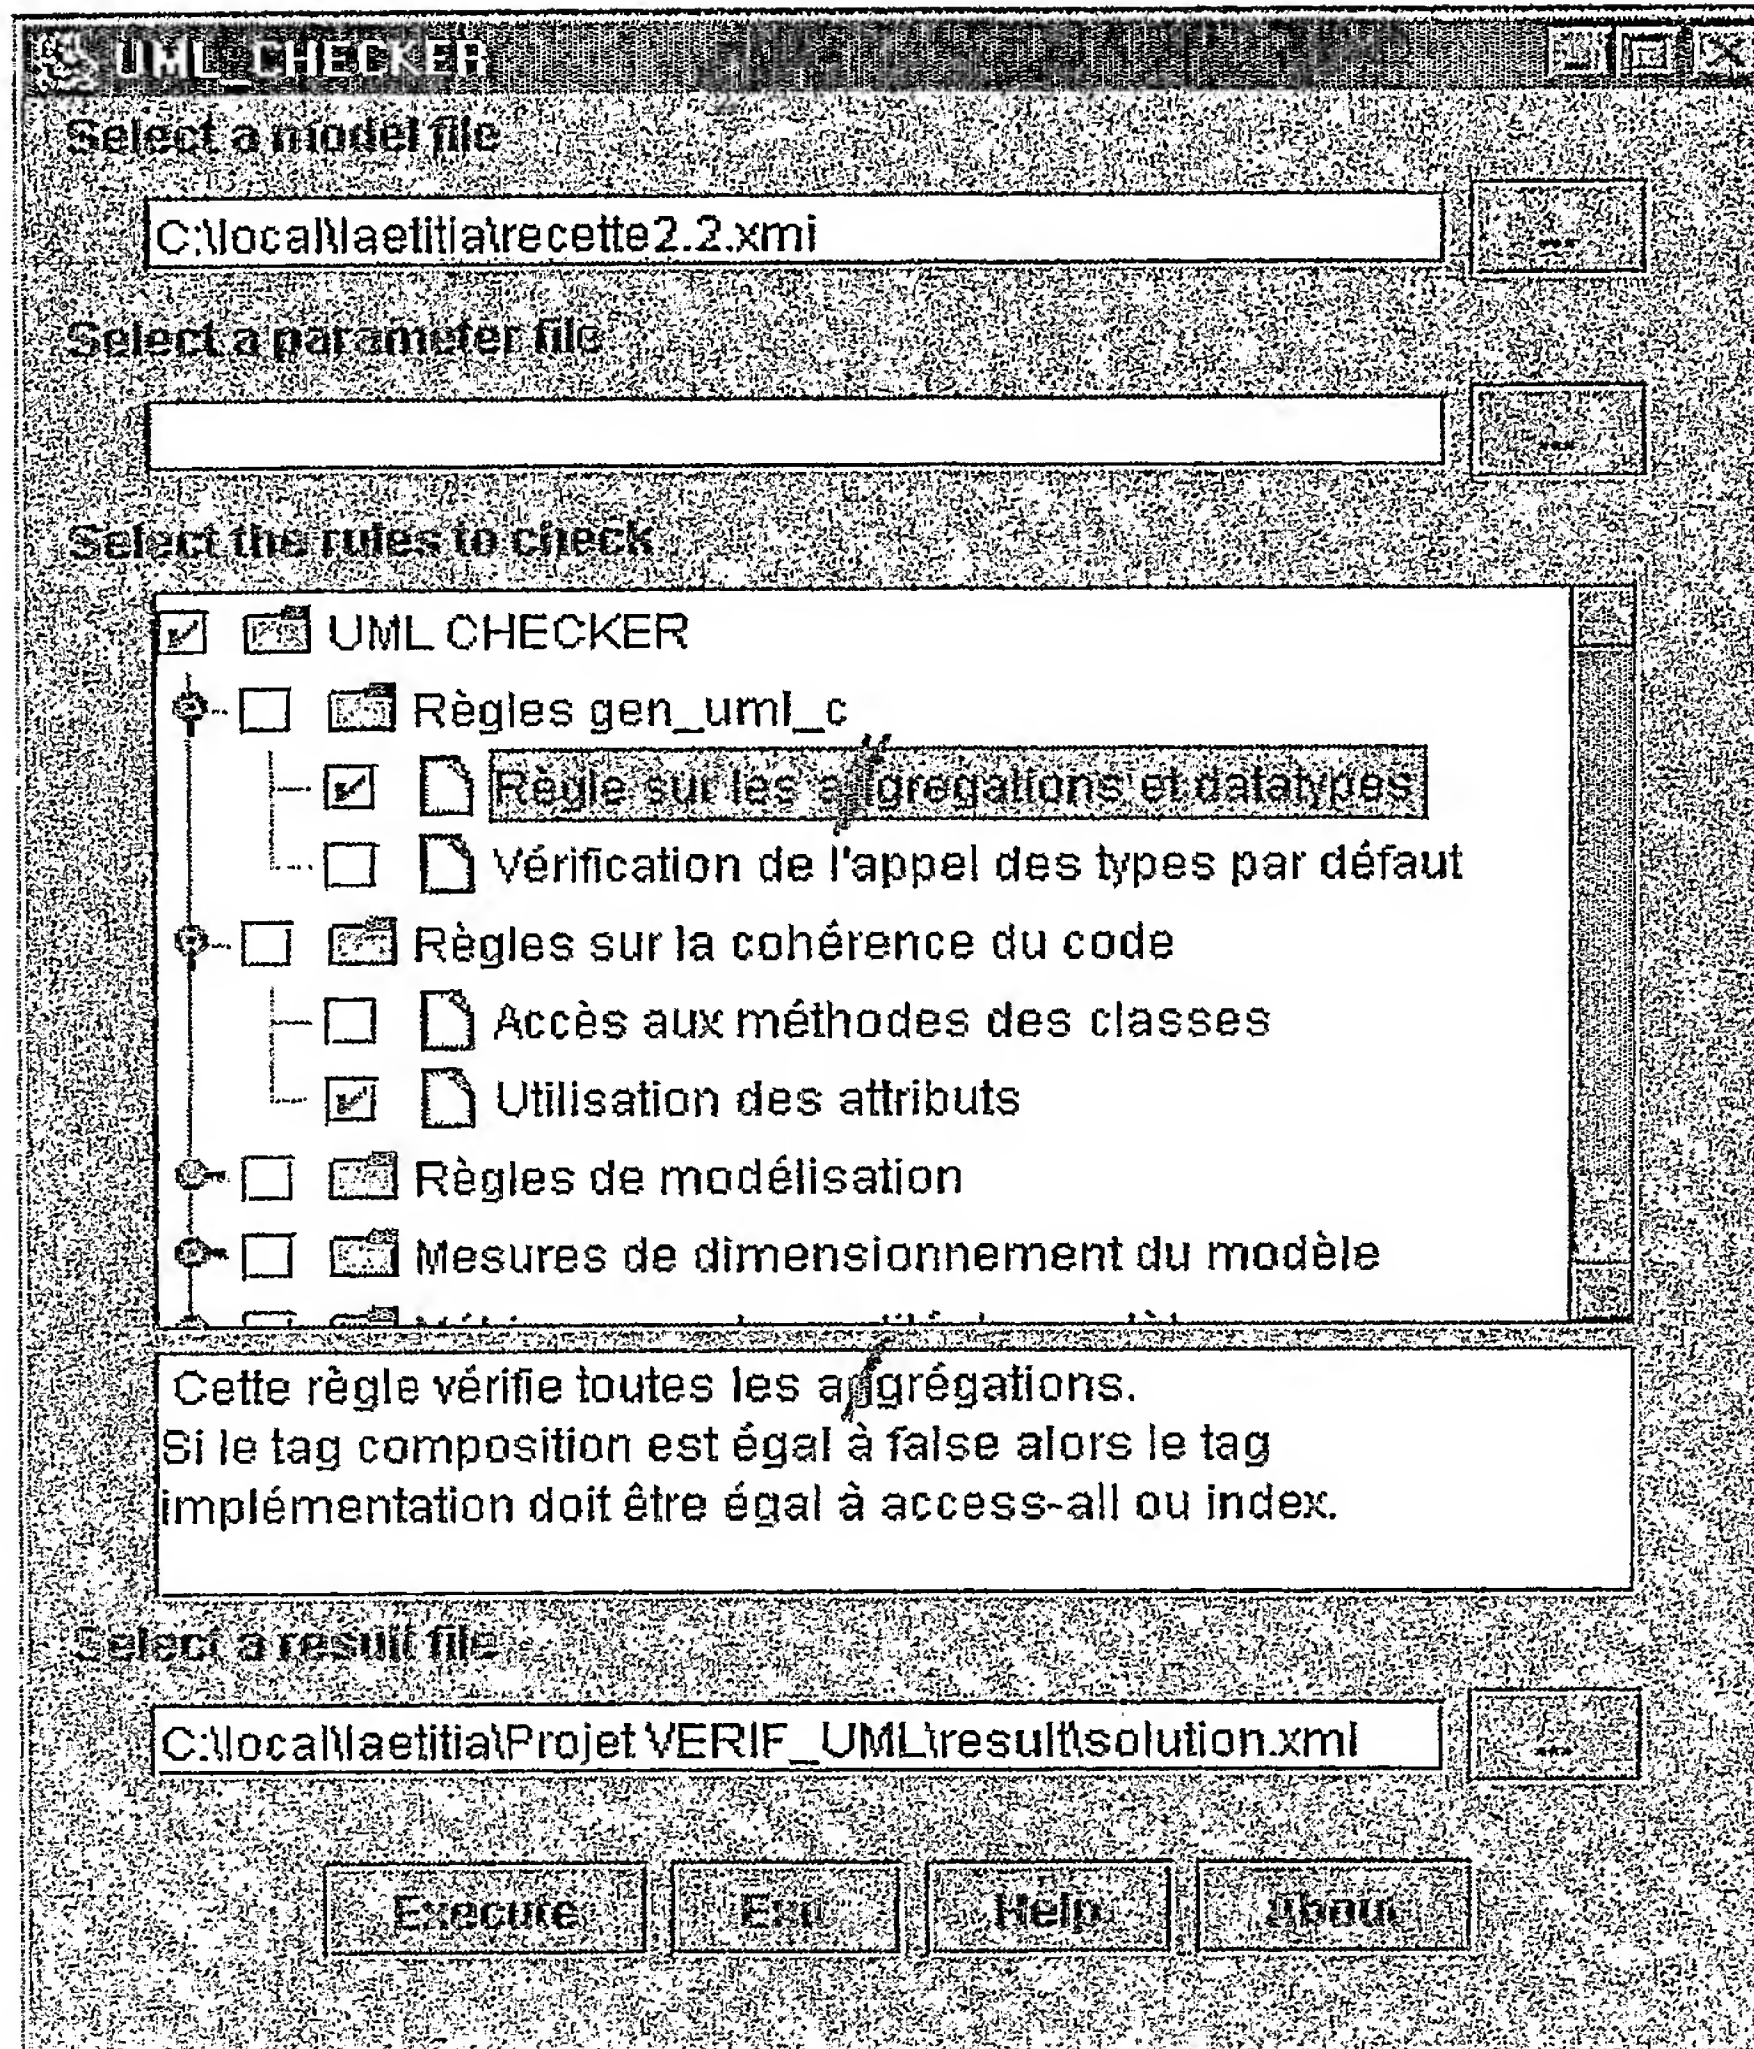 UML_CHECKER
Select a model file
C:\local\laetitia\recette2.2.xmi
...
Select a parameter file
...
Select the rules to check
UML CHECKER
Règles gen_uml_c
Règle sur les aggregations et datatypes
Vérification de l'appel des types par défaut
Règles sur la cohérence du code
Accès aux méthodes des classes
Utilisation des attributs
Règles de modélisation
Mesures de dimensionnement du modèle
Cette règle vérifie toutes les aggrégations.
Si le tag composition est égal à false alors le tag
implémentation doit être égal à access-all ou index.
Select a result file
C:\local\laetitia\Projet VERIF_UML\result\solution.xml
...
Execute Exit Help About